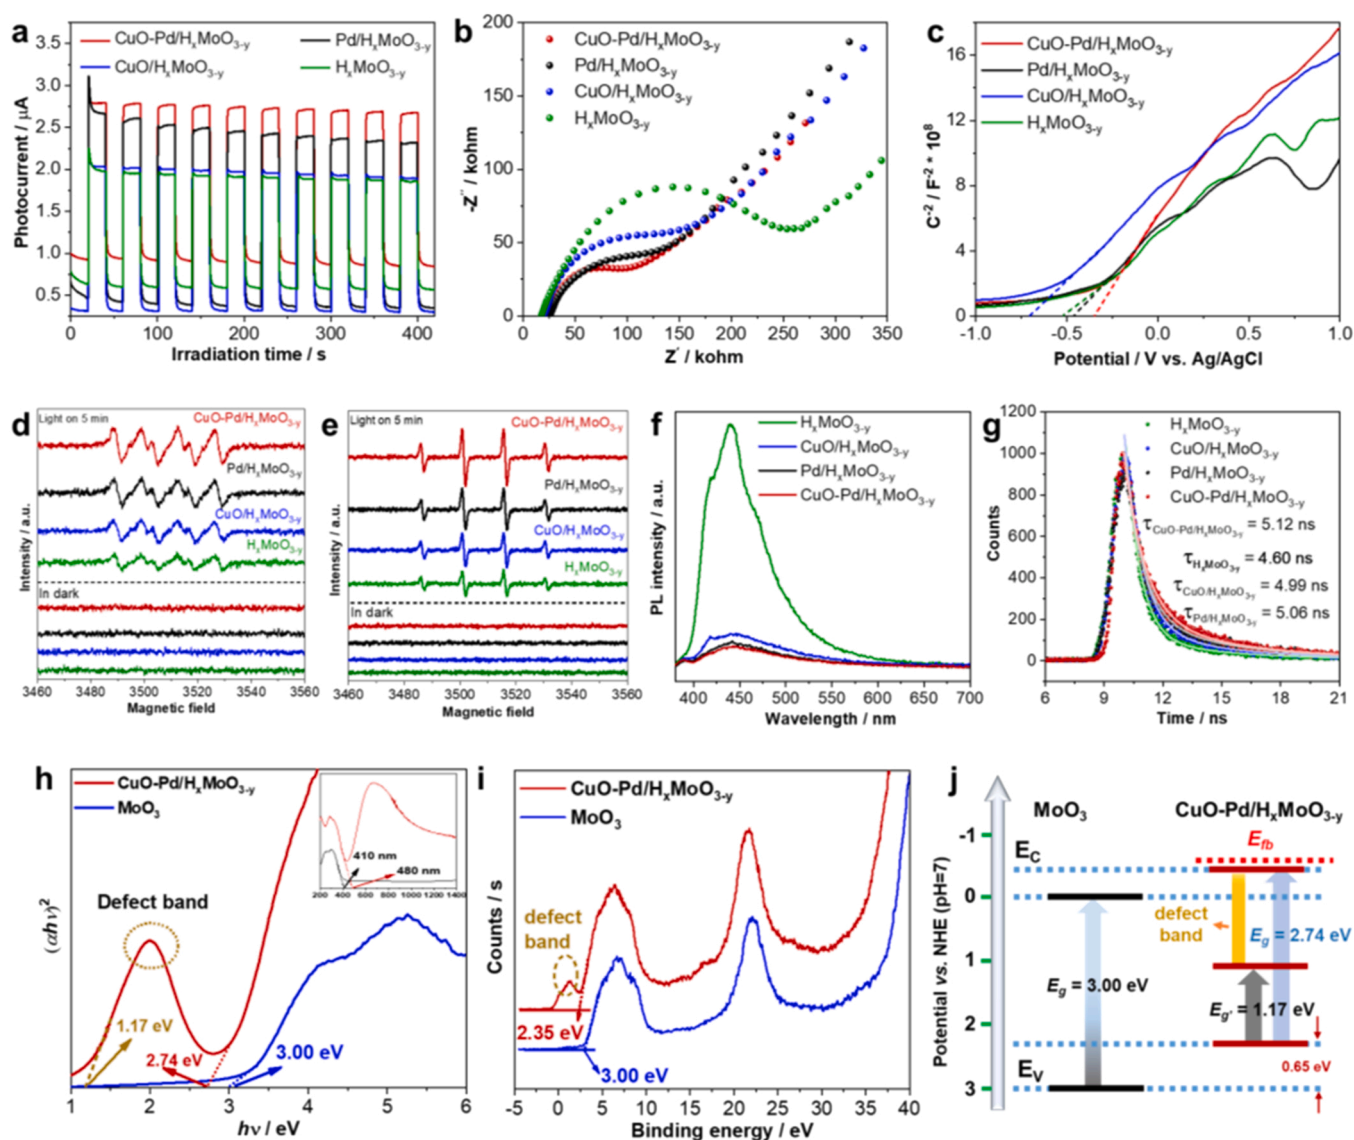 a
CuO-Pd/HₓMoO₃₋ᵧ
Pd/HₓMoO₃₋ᵧ
CuO/HₓMoO₃₋ᵧ
HₓMoO₃₋ᵧ
Photocurrent / μA
3.5
3.0
2.5
2.0
1.5
1.0
0.5
0 100 200 300 400
Irradiation time / s
b
CuO-Pd/HₓMoO₃₋ᵧ
Pd/HₓMoO₃₋ᵧ
CuO/HₓMoO₃₋ᵧ
HₓMoO₃₋ᵧ
-Z'' / kohm
200
150
100
50
0
0 50 100 150 200 250 300 350
Z' / kohm
c
CuO-Pd/HₓMoO₃₋ᵧ
Pd/HₓMoO₃₋ᵧ
CuO/HₓMoO₃₋ᵧ
HₓMoO₃₋ᵧ
C⁻² / F⁻² * 10⁸
16
12
8
4
0
-1.0 -0.5 0.0 0.5 1.0
Potential / V vs. Ag/AgCl
d
Light on 5 min
CuO-Pd/HₓMoO₃₋ᵧ
Pd/HₓMoO₃₋ᵧ
CuO/HₓMoO₃₋ᵧ
HₓMoO₃₋ᵧ
In dark
Intensity / a.u.
3460 3480 3500 3520 3540 3560
Magnetic field
e
Light on 5 min
CuO-Pd/HₓMoO₃₋ᵧ
Pd/HₓMoO₃₋ᵧ
CuO/HₓMoO₃₋ᵧ
HₓMoO₃₋ᵧ
In dark
Intensity / a.u.
3460 3480 3500 3520 3540 3560
Magnetic field
f
HₓMoO₃₋ᵧ
CuO/HₓMoO₃₋ᵧ
Pd/HₓMoO₃₋ᵧ
CuO-Pd/HₓMoO₃₋ᵧ
PL intensity / a.u.
400 450 500 550 600 650 700
Wavelength / nm
g
HₓMoO₃₋ᵧ
CuO/HₓMoO₃₋ᵧ
Pd/HₓMoO₃₋ᵧ
CuO-Pd/HₓMoO₃₋ᵧ
τCuO-Pd/HₓMoO₃₋ᵧ = 5.12 ns
τHₓMoO₃₋ᵧ = 4.60 ns
τCuO/HₓMoO₃₋ᵧ = 4.99 ns
τPd/HₓMoO₃₋ᵧ = 5.06 ns
Counts
1200
1000
800
600
400
200
0
6 9 12 15 18 21
Time / ns
h
CuO-Pd/HₓMoO₃₋ᵧ
MoO₃
Defect band
410 nm
480 nm
200 400 600 800 1000 1200 1400
1.17 eV
2.74 eV
3.00 eV
(αhν)²
1 2 3 4 5 6
hν / eV
i
CuO-Pd/HₓMoO₃₋ᵧ
MoO₃
defect
band
2.35 eV
3.00 eV
Counts / s
-5 0 5 10 15 20 25 30 35 40
Binding energy / eV
j
MoO₃
CuO-Pd/HₓMoO₃₋ᵧ
Potential vs. NHE (pH=7)
-1
0
1
2
3
E_C
E_fb
defect
band
E_g = 2.74 eV
E_g = 3.00 eV
E_g' = 1.17 eV
E_V
0.65 eV